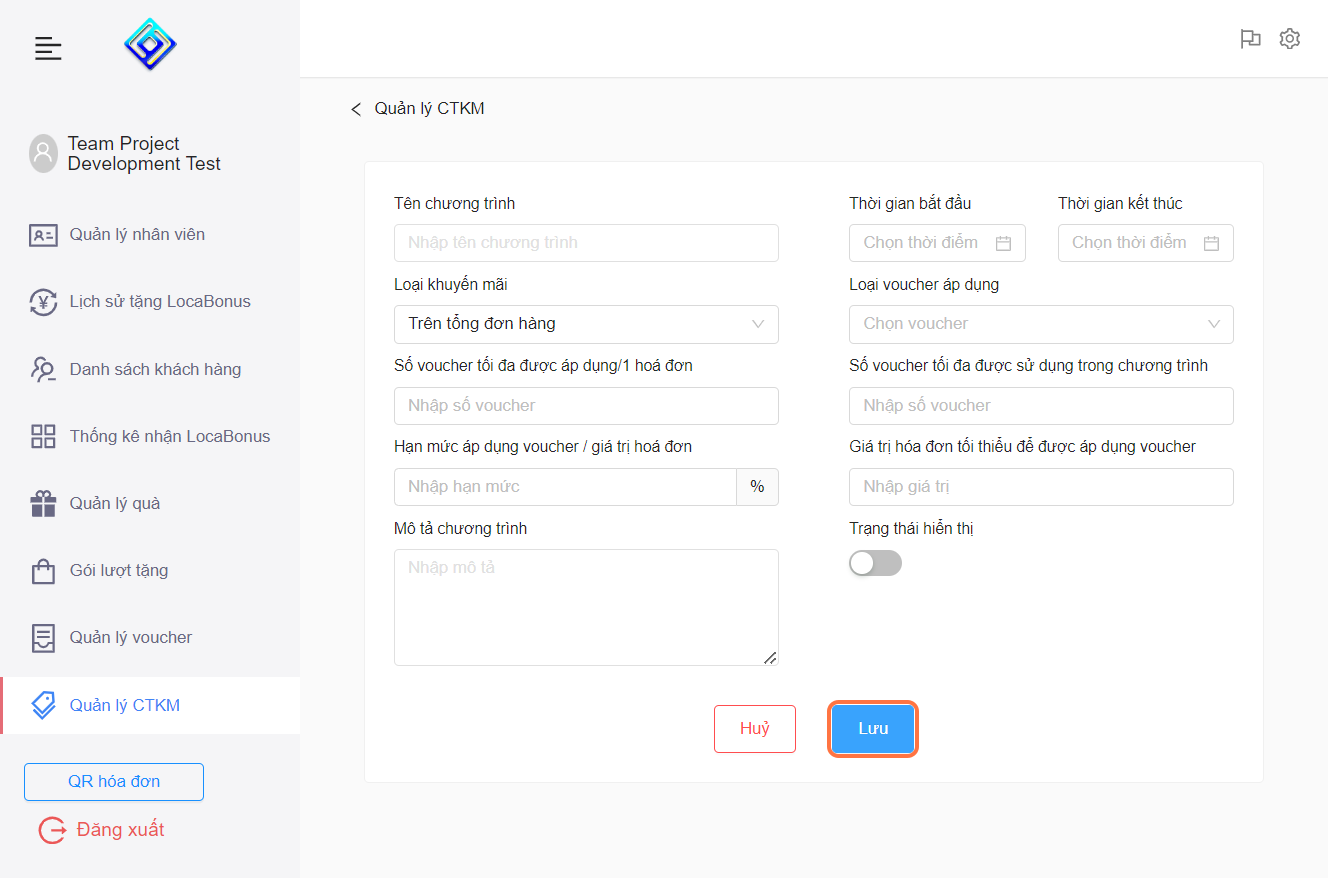 Team Project
Development Test
Quản lý nhân viên
Lịch sử tặng LocaBonus
Danh sách khách hàng
Thống kê nhận LocaBonus
Quản lý quà
Gói lượt tặng
Quản lý voucher
Quản lý CTKM
QR hóa đơn
Đăng xuất
Quản lý CTKM
Tên chương trình
Nhập tên chương trình
Thời gian bắt đầu
Thời gian kết thúc
Chọn thời điểm
Chọn thời điểm
Loại khuyến mãi
Loại voucher áp dụng
Trên tổng đơn hàng
Chọn voucher
Số voucher tối đa được áp dụng/1 hoá đơn
Số voucher tối đa được sử dụng trong chương trình
Nhập số voucher
Nhập số voucher
Hạn mức áp dụng voucher / giá trị hoá đơn
Giá trị hóa đơn tối thiểu để được áp dụng voucher
Nhập hạn mức
%
Nhập giá trị
Mô tả chương trình
Trạng thái hiển thị
Nhập mô tả
Huỷ
Lưu